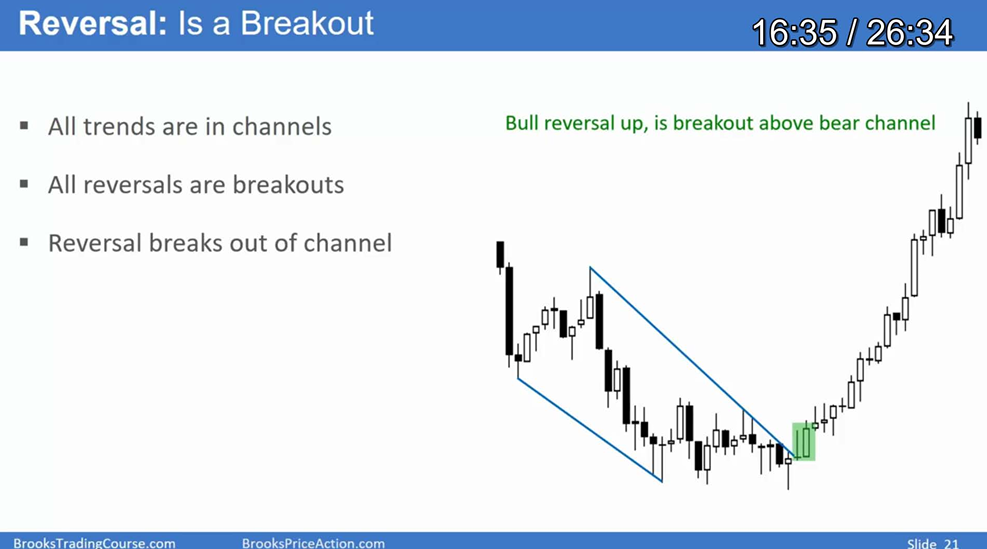 Reversal: Is a Breakout
16:35 / 26:34
▪ All trends are in channels
▪ All reversals are breakouts
▪ Reversal breaks out of channel
Bull reversal up, is breakout above bear channel
BrooksTradingCourse.com
BrooksPriceAction.com
Slide 21